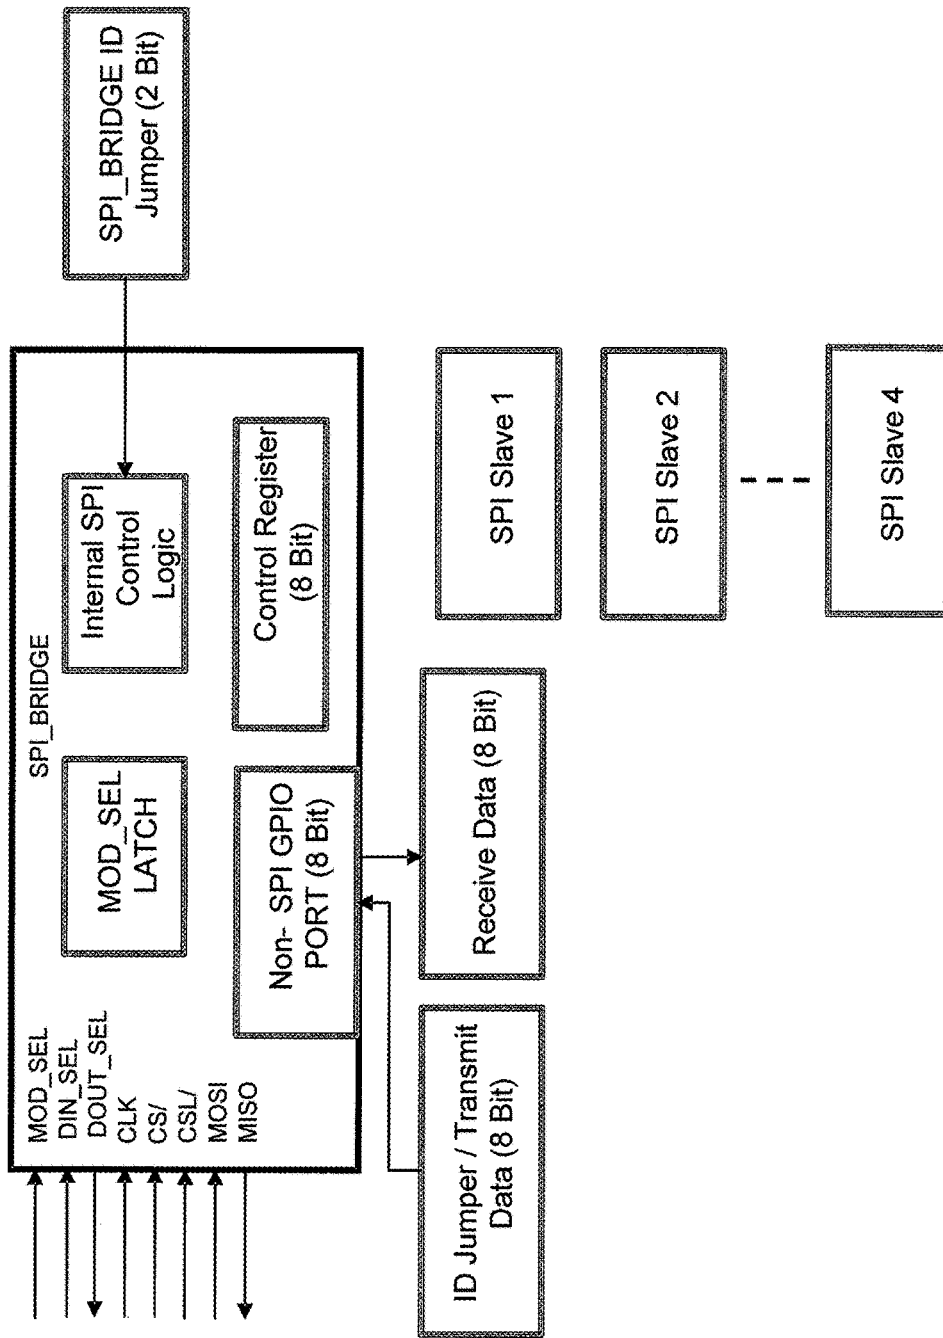 SPI_BRIDGE
MOD_SEL
DIN_SEL
DOUT_SEL
CLK
CS/
CSL/
MOSI
MISO
MOD_SEL
LATCH
Internal SPI
Control
Logic
SPI_BRIDGE ID
Jumper (2 Bit)
Non- SPI GPIO
PORT (8 Bit)
Control Register
(8 Bit)
ID Jumper / Transmit
Data (8 Bit)
Receive Data (8 Bit)
SPI Slave 1
SPI Slave 2
SPI Slave 4